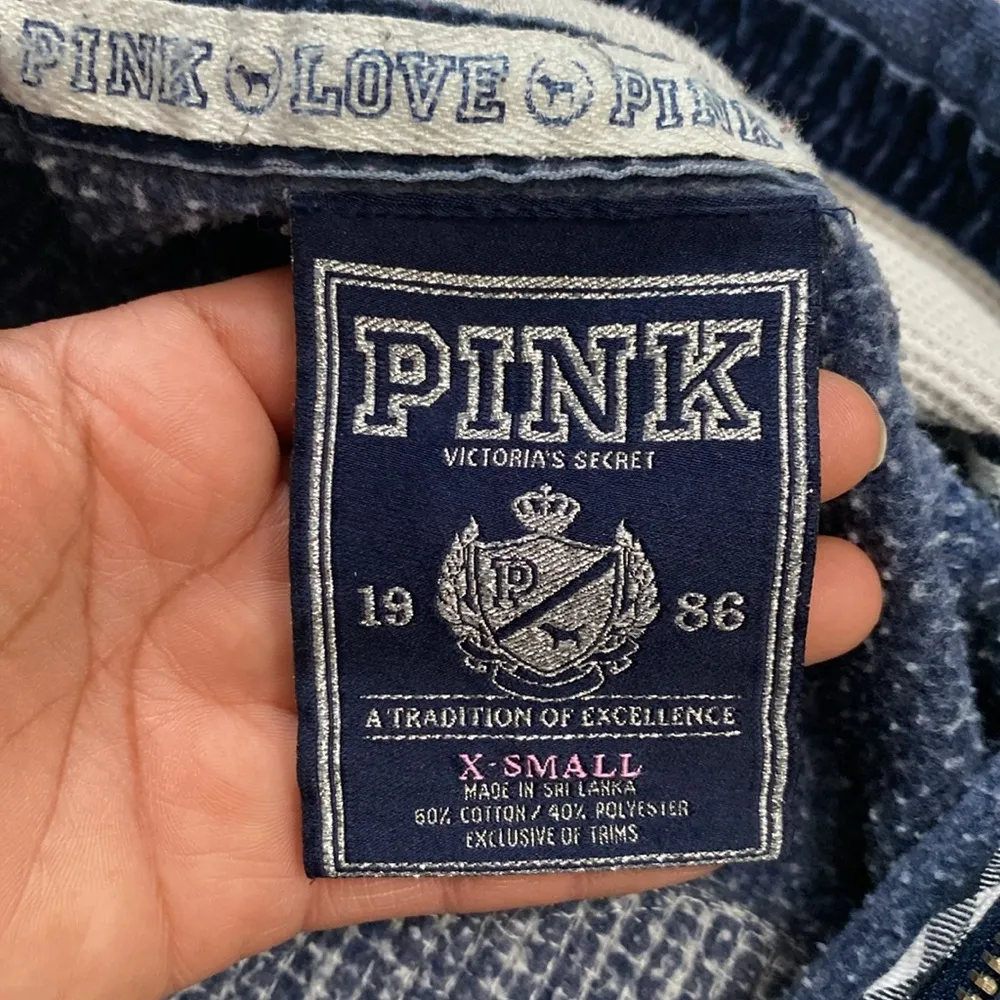 PINK LOVE PINK
PINK
VICTORIA'S SECRET
P
19 86
A TRADITION OF EXCELLENCE
X-SMALL
MADE IN SRI LANKA
60% COTTON / 40% POLYESTER
EXCLUSIVE OF TRIMS